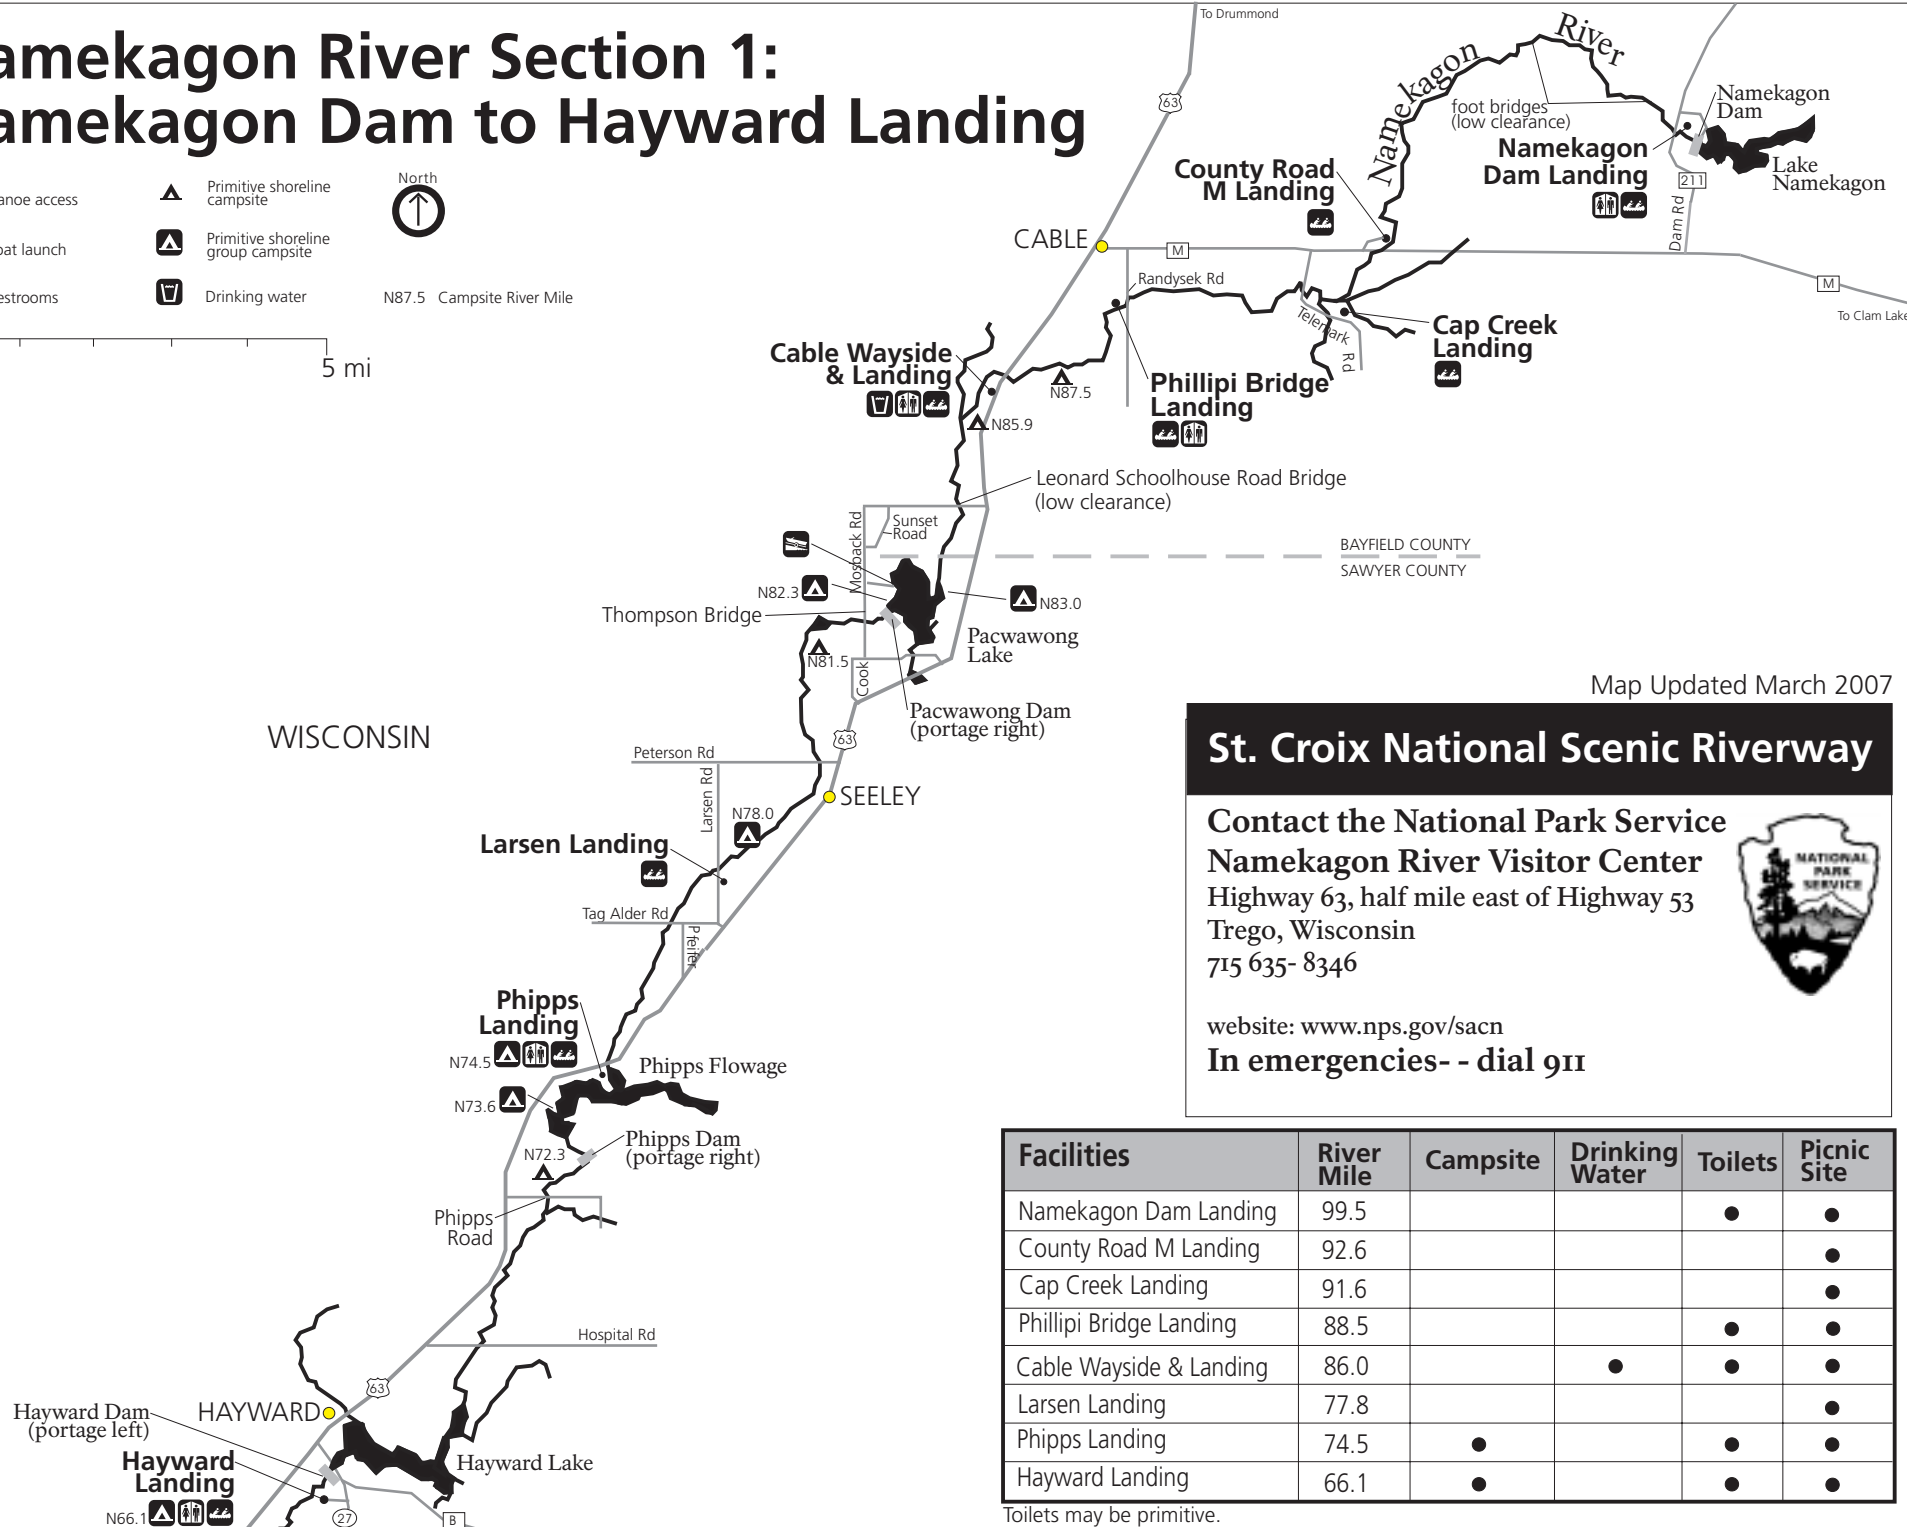 amekagon River Section 1:
amekagon Dam to Hayward Landing
anoe access
oat launch
estrooms
Primitive shoreline
campsite
Primitive shoreline
group campsite
Drinking water
North
N87.5 Campsite River Mile
5 mi
To Drummond
63
Namekagon River
foot bridges
(low clearance)
Namekagon
Dam
Namekagon
Dam Landing
Lake
Namekagon
211
Dam Rd
County Road
M Landing
CABLE
M
M
To Clam Lake
Randysek Rd
Telemark Rd
Cap Creek
Landing
Cable Wayside
& Landing
N87.5
N85.9
Phillipi Bridge
Landing
Leonard Schoolhouse Road Bridge
(low clearance)
Mosback Rd
Sunset
Road
BAYFIELD COUNTY
SAWYER COUNTY
N82.3
N83.0
Thompson Bridge
Pacwawong
Lake
N81.5
Cook
Pacwawong Dam
(portage right)
WISCONSIN
63
Peterson Rd
Larsen Rd
SEELEY
N78.0
Larsen Landing
Tag Alder Rd
Pfeifer
Phipps
Landing
N74.5
Phipps Flowage
N73.6
Phipps Dam
(portage right)
N72.3
Phipps
Road
Hospital Rd
63
HAYWARD
Hayward Dam
(portage left)
Hayward
Landing
Hayward Lake
N66.1
27
B
Map Updated March 2007
St. Croix National Scenic Riverway
Contact the National Park Service
Namekagon River Visitor Center
Highway 63, half mile east of Highway 53
Trego, Wisconsin
715 635- 8346
website: www.nps.gov/sacn
In emergencies- - dial 911
NATIONAL
PARK
SERVICE
Facilities River Mile Campsite Drinking Water Toilets Picnic Site
Namekagon Dam Landing 99.5 ● ●
County Road M Landing 92.6 ●
Cap Creek Landing 91.6 ●
Phillipi Bridge Landing 88.5 ● ●
Cable Wayside & Landing 86.0 ● ● ●
Larsen Landing 77.8 ●
Phipps Landing 74.5 ● ● ●
Hayward Landing 66.1 ● ● ●
Toilets may be primitive.